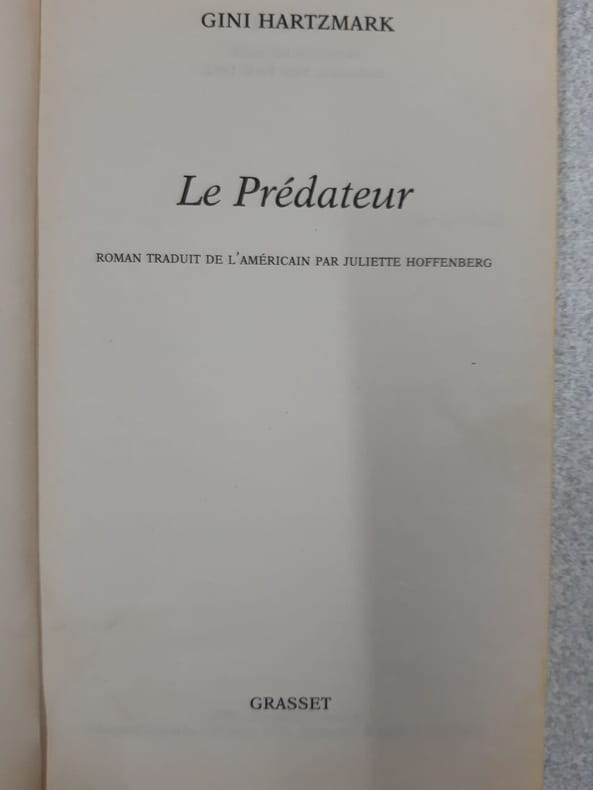 GINI HARTZMARK
Le Prédateur
ROMAN TRADUIT DE L'AMÉRICAIN PAR JULIETTE HOFFENBERG
GRASSET